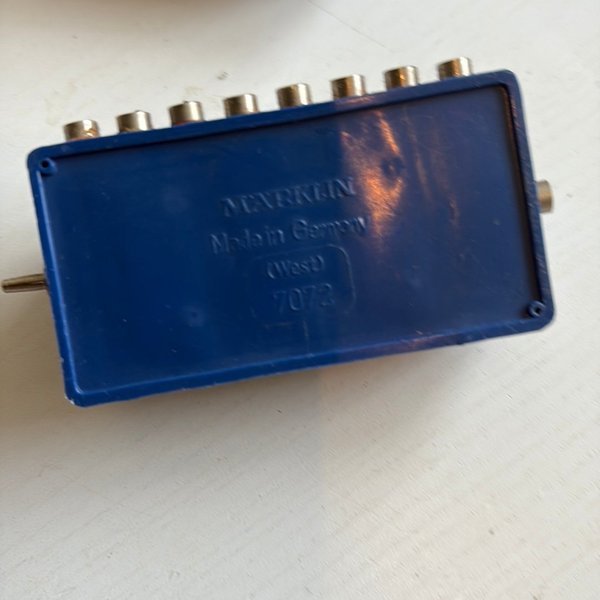 MÄRKLIN
Made in Germany
(West)
7072